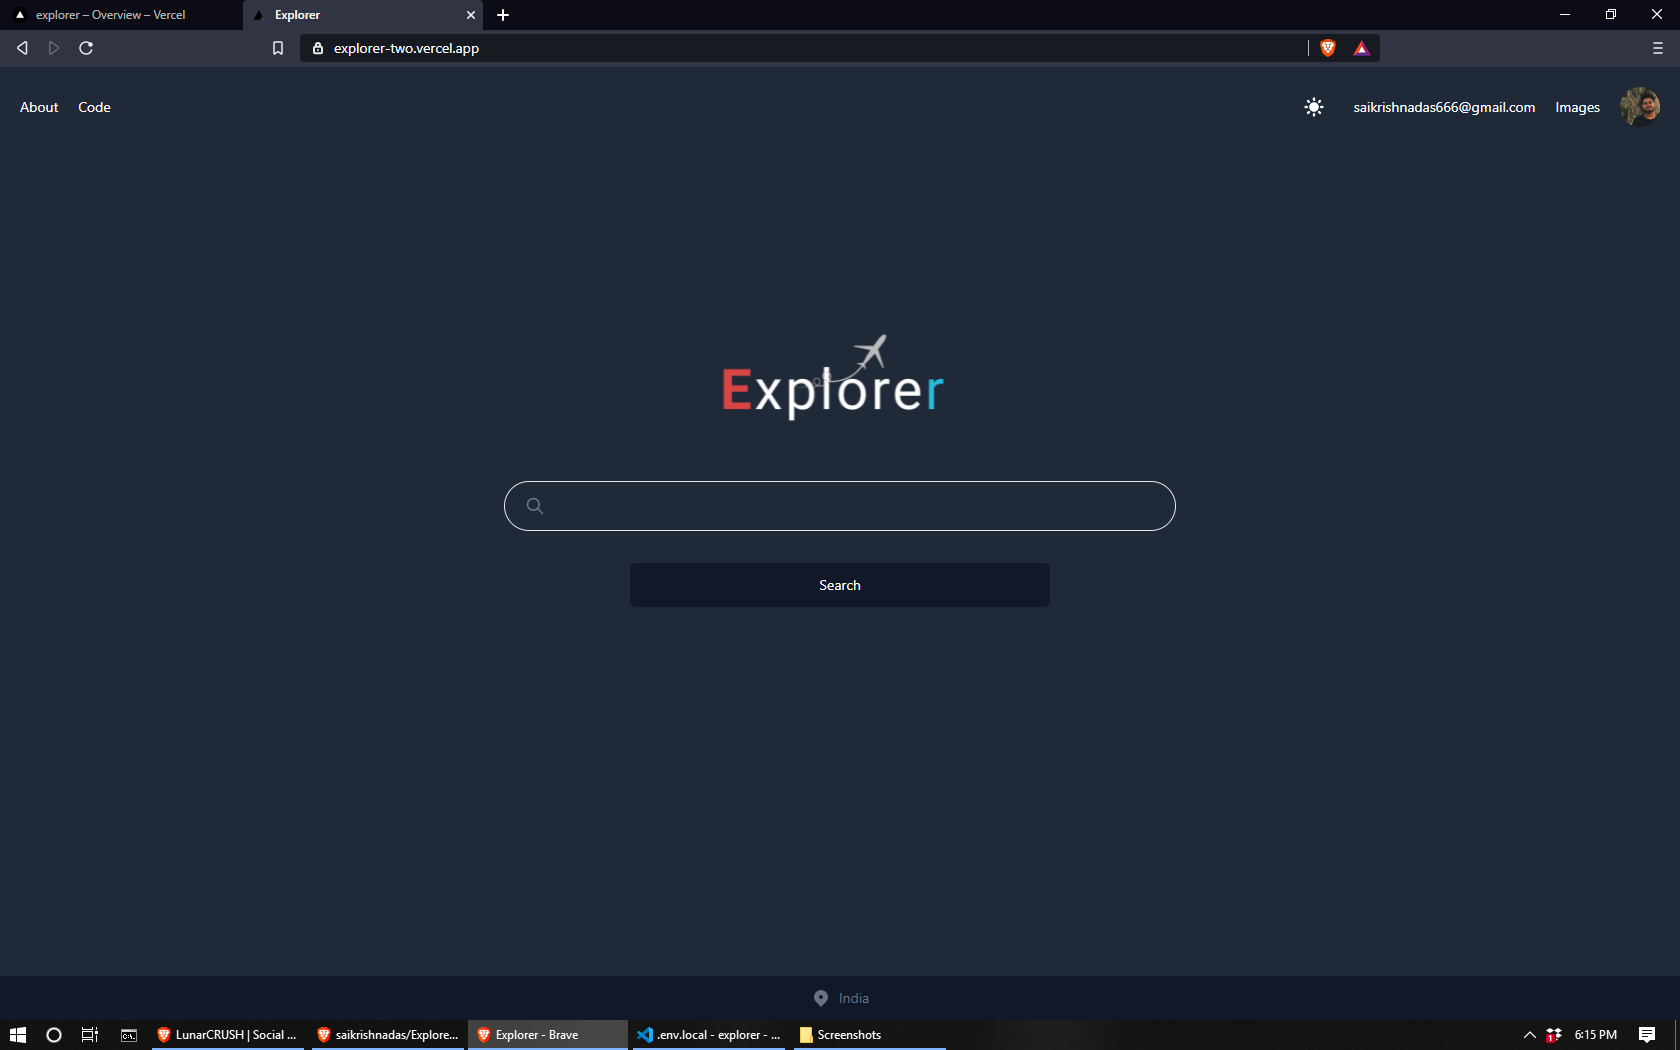 explorer – Overview – Vercel
Explorer
explorer-two.vercel.app
About
Code
saikrishnadas666@gmail.com
Images
Explorer
Search
India
LunarCRUSH | Social ...
saikrishnadas/Explore...
Explorer - Brave
.env.local - explorer - ...
Screenshots
1
6:15 PM